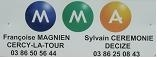 M M A
Françoise MAGNIEN Sylvain CEREMONIE
CERCY-LA-TOUR DECIZE
03 86 50 56 44 03 86 25 08 43